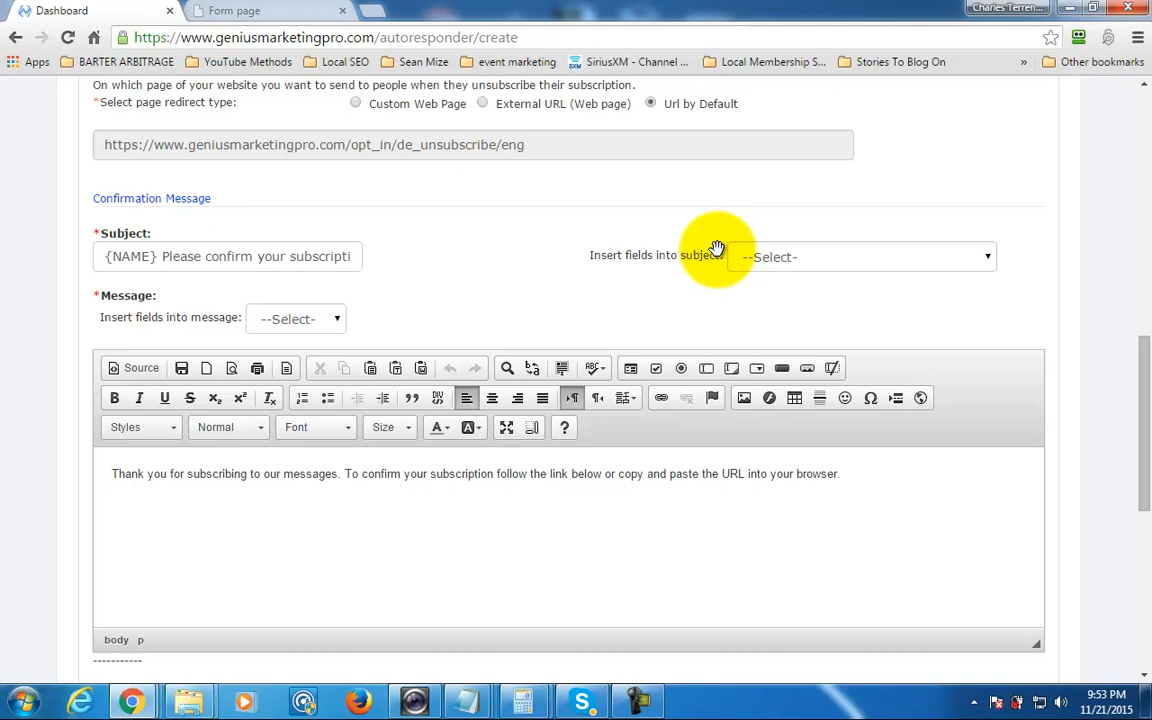 Dashboard
Form page
Charles Terren...
https://www.geniusmarketingpro.com/autoresponder/create
Apps BARTER ARBITRAGE YouTube Methods Local SEO Sean Mize event marketing SiriusXM - Channel ... Local Membership S... Stories To Blog On » Other bookmarks
On which page of your website you want to send to people when they unsubscribe their subscription.
*Select page redirect type: Custom Web Page External URL (Web page) Url by Default
https://www.geniusmarketingpro.com/opt_in/de_unsubscribe/eng
Confirmation Message
*Subject:
{NAME} Please confirm your subscripti
Insert fields into subject: --Select-
*Message:
Insert fields into message: --Select-
Source
Styles Normal Font Size
Thank you for subscribing to our messages. To confirm your subscription follow the link below or copy and paste the URL into your browser.
body p
-----------
9:53 PM
11/21/2015